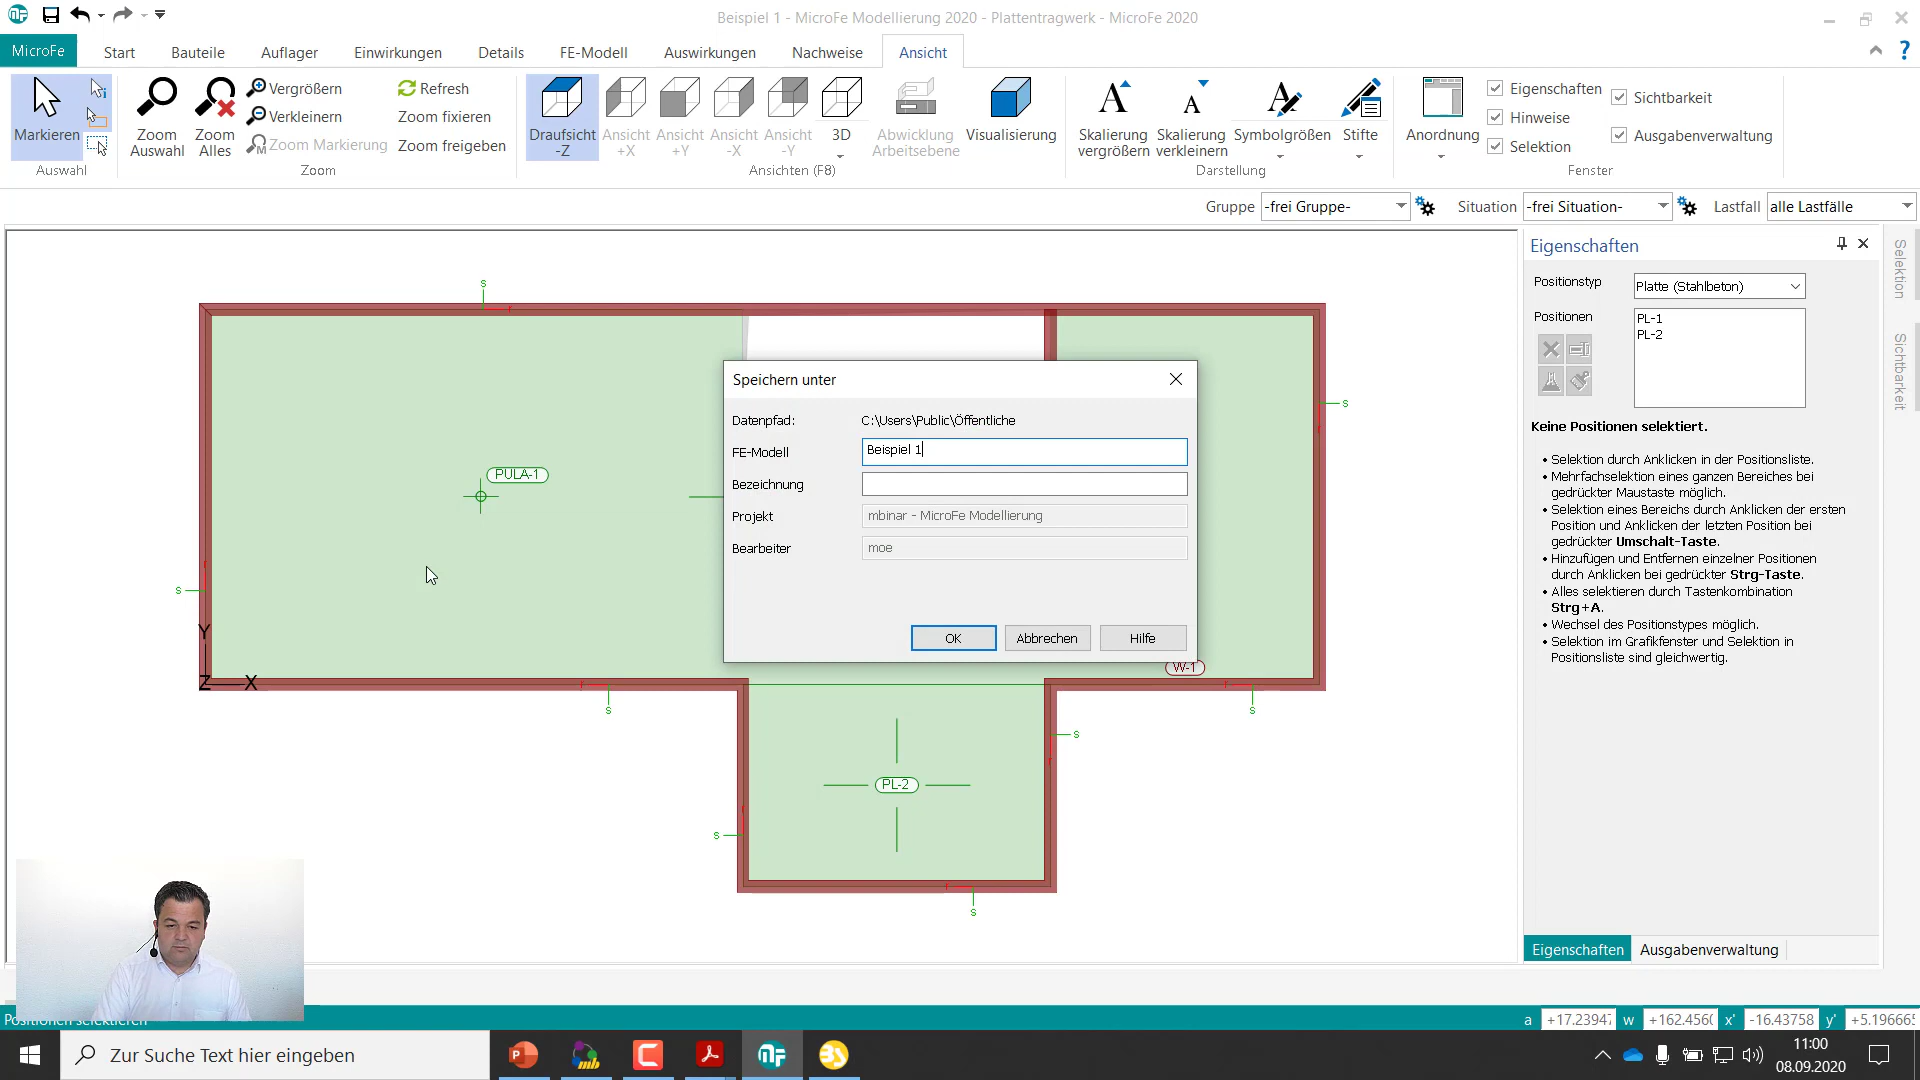 Beispiel 1 - MicroFe Modellierung 2020 - Plattentragwerk - MicroFe 2020
MicroFe
Start
Bauteile
Auflager
Einwirkungen
Details
FE-Modell
Auswirkungen
Nachweise
Ansicht
?
Markieren
Zoom
Auswahl
Zoom
Alles
Vergrößern
Verkleinern
Zoom Markierung
Refresh
Zoom fixieren
Zoom freigeben
Draufsicht
-Z
Ansicht
+X
Ansicht
+Y
Ansicht
-X
Ansicht
-Y
3D
Abwicklung
Arbeitsebene
Visualisierung
Skalierung
vergrößern
Skalierung
verkleinern
Symbolgrößen
Stifte
Anordnung
Eigenschaften
Hinweise
Selektion
Sichtbarkeit
Ausgabenverwaltung
Auswahl
Zoom
Ansichten (F8)
Darstellung
Fenster
Gruppe
-frei Gruppe-
Situation
-frei Situation-
Lastfall
alle Lastfälle
Eigenschaften
Positionstyp
Platte (Stahlbeton)
Positionen
PL-1
PL-2
Keine Positionen selektiert.
• Selektion durch Anklicken in der Positionsliste.
• Mehrfachselektion eines ganzen Bereiches bei
gedrückter Maustaste möglich.
• Selektion eines Bereichs durch Anklicken der ersten
Position und Anklicken der letzten Position bei
gedrückter Umschalt-Taste.
• Hinzufügen und Entfernen einzelner Positionen
durch Anklicken bei gedrückter Strg-Taste.
• Alles selektieren durch Tastenkombination
Strg+A.
• Wechsel des Positionstypes möglich.
• Selektion im Grafikfenster und Selektion in
Positionsliste sind gleichwertig.
Selektion
Sichtbarkeit
s
s
s
s
s
s
s
s
PULA-1
Y
Z
X
W-1
PL-2
Speichern unter
Datenpfad:
C:\Users\Public\Öffentliche
FE-Modell
Beispiel 1
Bezeichnung
Projekt
mbinar - MicroFe Modellierung
Bearbeiter
moe
OK
Abbrechen
Hilfe
Eigenschaften
Ausgabenverwaltung
Positionen selektieren
a
+17.23947
w
+162.4560
x'
-16.43758
y'
+5.196665
Zur Suche Text hier eingeben
11:00
08.09.2020